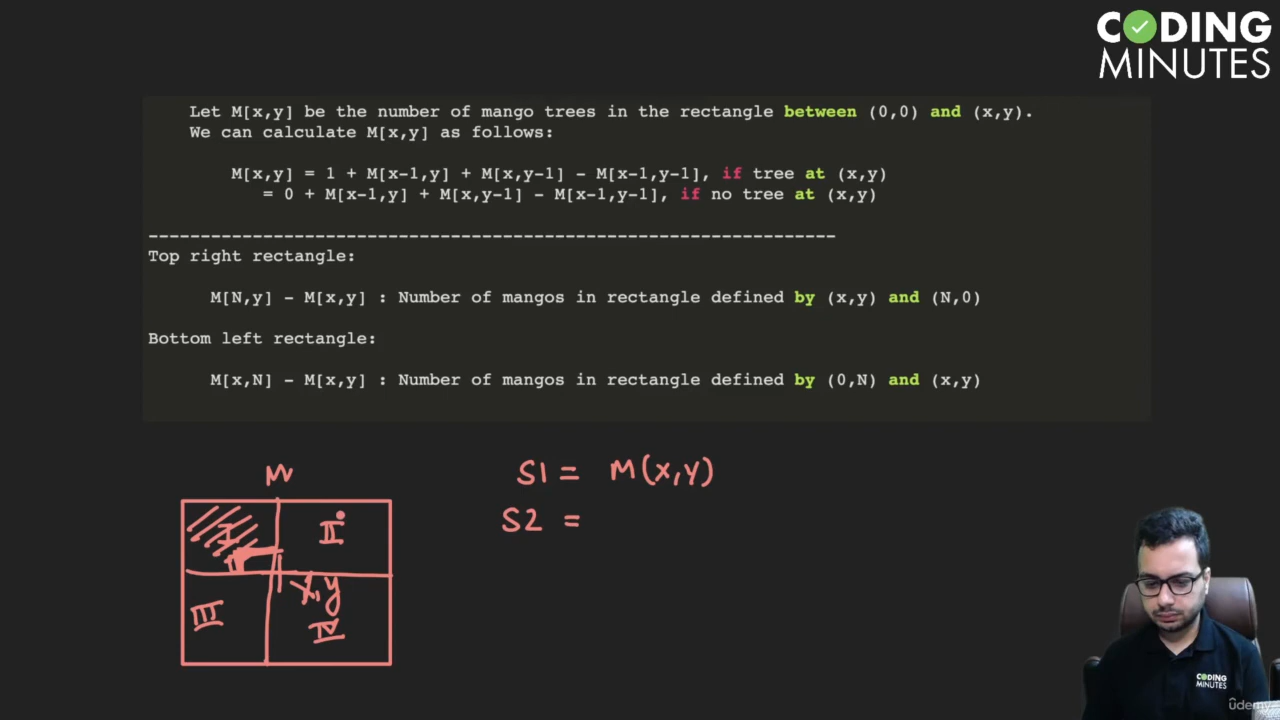 CODING
MINUTES
Let M[x,y] be the number of mango trees in the rectangle between (0,0) and (x,y).
We can calculate M[x,y] as follows:
M[x,y] = 1 + M[x-1,y] + M[x,y-1] - M[x-1,y-1], if tree at (x,y)
= 0 + M[x-1,y] + M[x,y-1] - M[x-1,y-1], if no tree at (x,y)
------------------------------------------------------------------
Top right rectangle:
M[N,y] - M[x,y] : Number of mangos in rectangle defined by (x,y) and (N,0)
Bottom left rectangle:
M[x,N] - M[x,y] : Number of mangos in rectangle defined by (0,N) and (x,y)
M
S1 = M(x,y)
S2 =
I II
x,y
III
IV
CODING
MINUTES
ûdemy